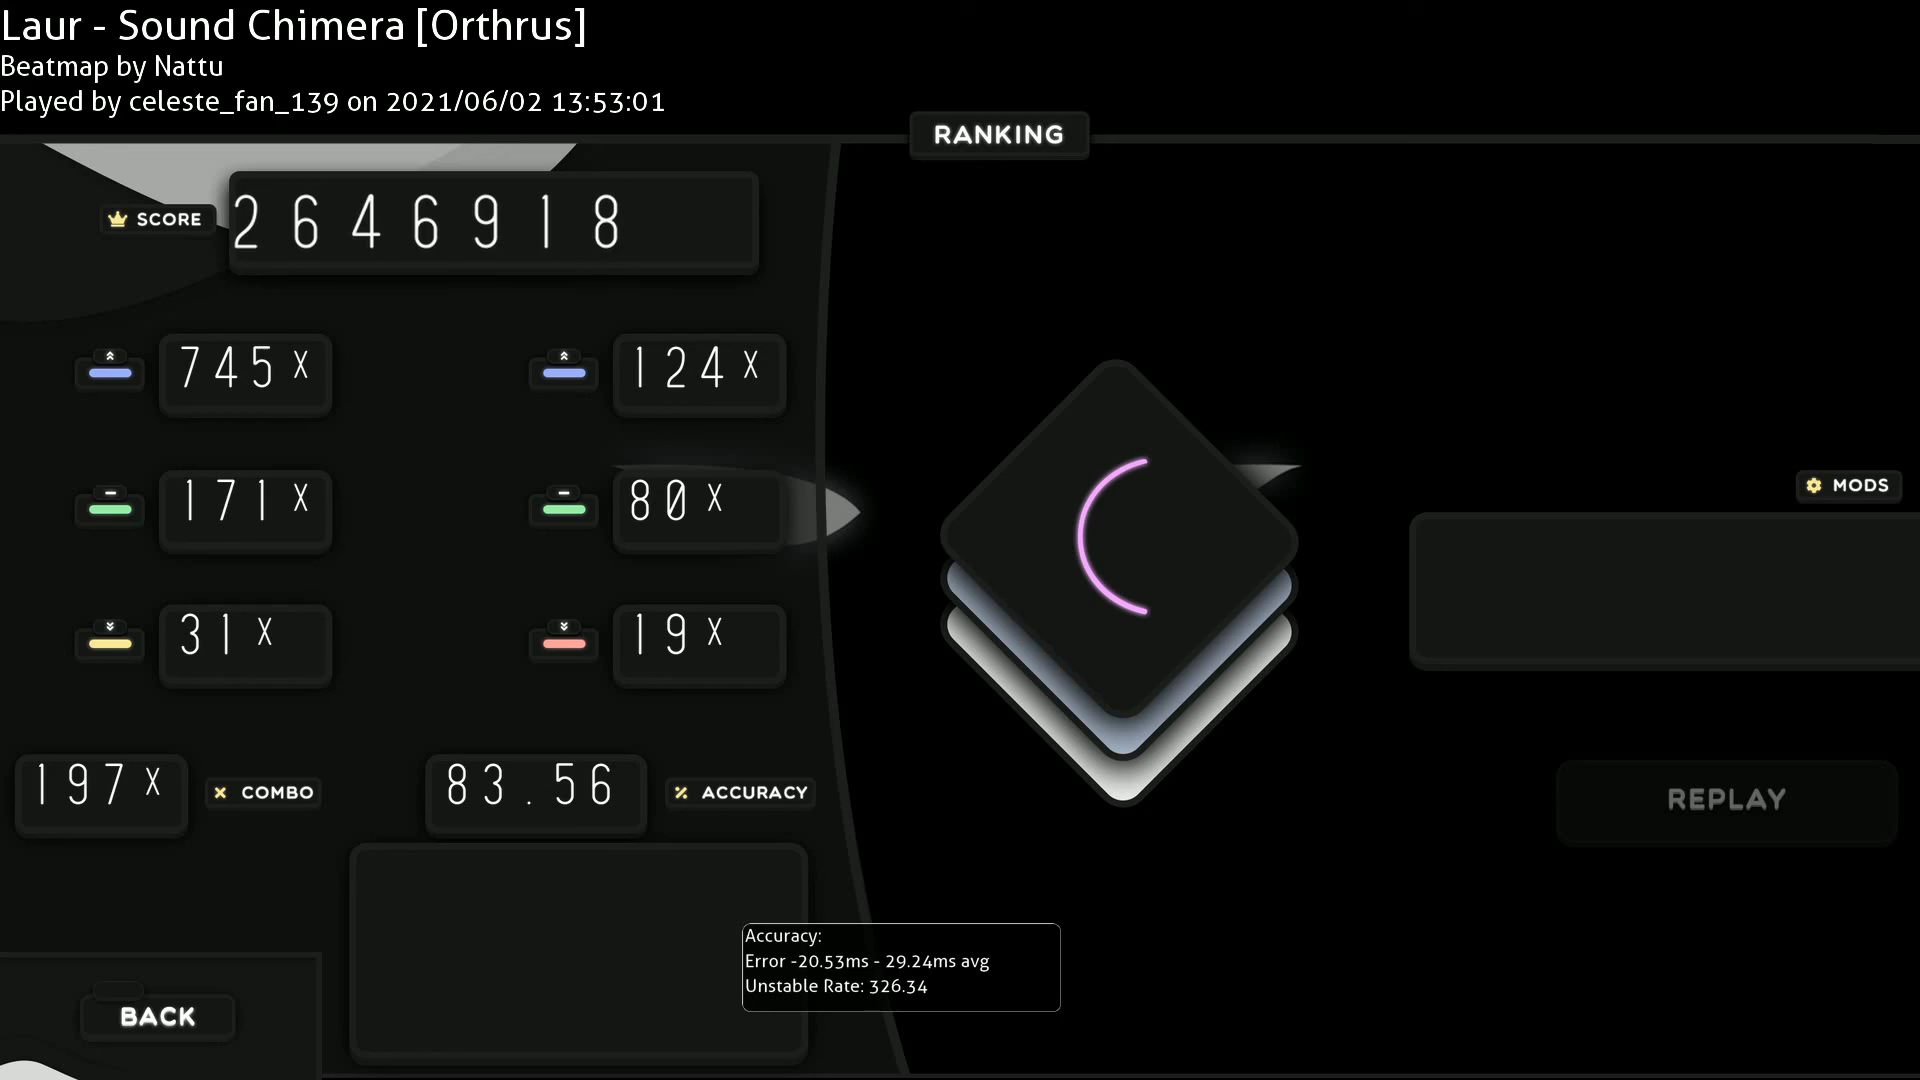 Laur - Sound Chimera [Orthrus]
Beatmap by Nattu
Played by celeste_fan_139 on 2021/06/02 13:53:01
RANKING
SCORE 2646918
745X 124X
171X 80X
MODS
31X 19X
197X COMBO 83.56 ACCURACY
REPLAY
C
Accuracy:
Error -20.53ms - 29.24ms avg
Unstable Rate: 326.34
BACK